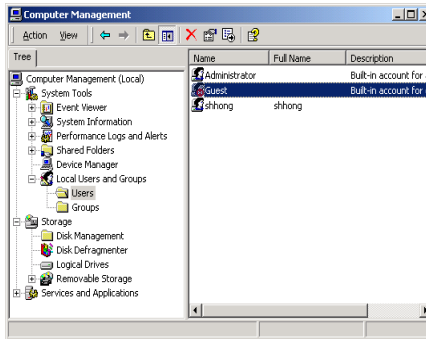 Computer Management
Action View
Tree
Name Full Name Description
Computer Management (Local)
System Tools
Event Viewer
System Information
Performance Logs and Alerts
Shared Folders
Device Manager
Local Users and Groups
Users
Groups
Storage
Disk Management
Disk Defragmenter
Logical Drives
Removable Storage
Services and Applications
Administrator Built-in account for
Guest Built-in account for
shhong shhong